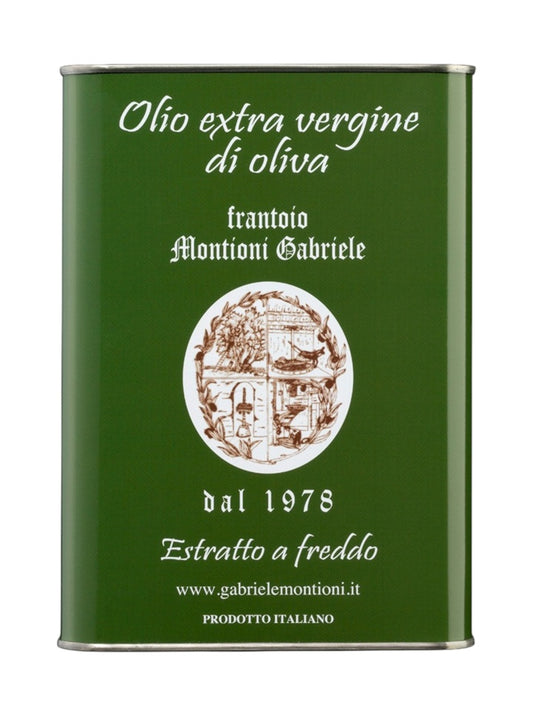 Olio extra vergine
di oliva
frantoio
Montioni Gabriele
dal 1978
Estratto a freddo
www.gabrielemontioni.it
PRODOTTO ITALIANO